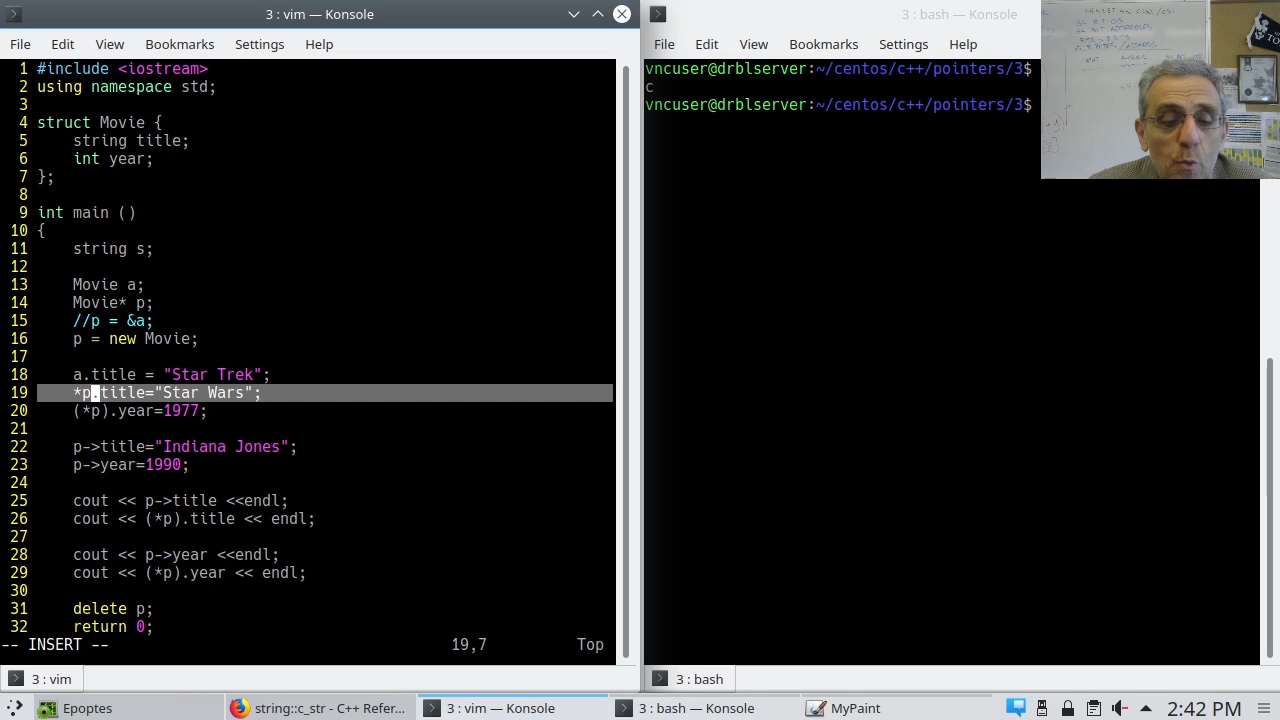 3 : vim — Konsole
File Edit View Bookmarks Settings Help
1 #include <iostream>
2 using namespace std;
3
4 struct Movie {
5 string title;
6 int year;
7 };
8
9 int main ()
10 {
11 string s;
12
13 Movie a;
14 Movie* p;
15 //p = &a;
16 p = new Movie;
17
18 a.title = "Star Trek";
19 *p.title="Star Wars";
20 (*p).year=1977;
21
22 p->title="Indiana Jones";
23 p->year=1990;
24
25 cout << p->title <<endl;
26 cout << (*p).title << endl;
27
28 cout << p->year <<endl;
29 cout << (*p).year << endl;
30
31 delete p;
32 return 0;
-- INSERT -- 19,7 Top
3 : vim
3 : bash — Konsole
File Edit View Bookmarks Settings Help
vncuser@drblserver:~/centos/c++/pointers/3$
c
vncuser@drblserver:~/centos/c++/pointers/3$
3 : bash
Epoptes
string::c_str - C++ Refer...
3 : vim — Konsole
3 : bash — Konsole
MyPaint
2:42 PM